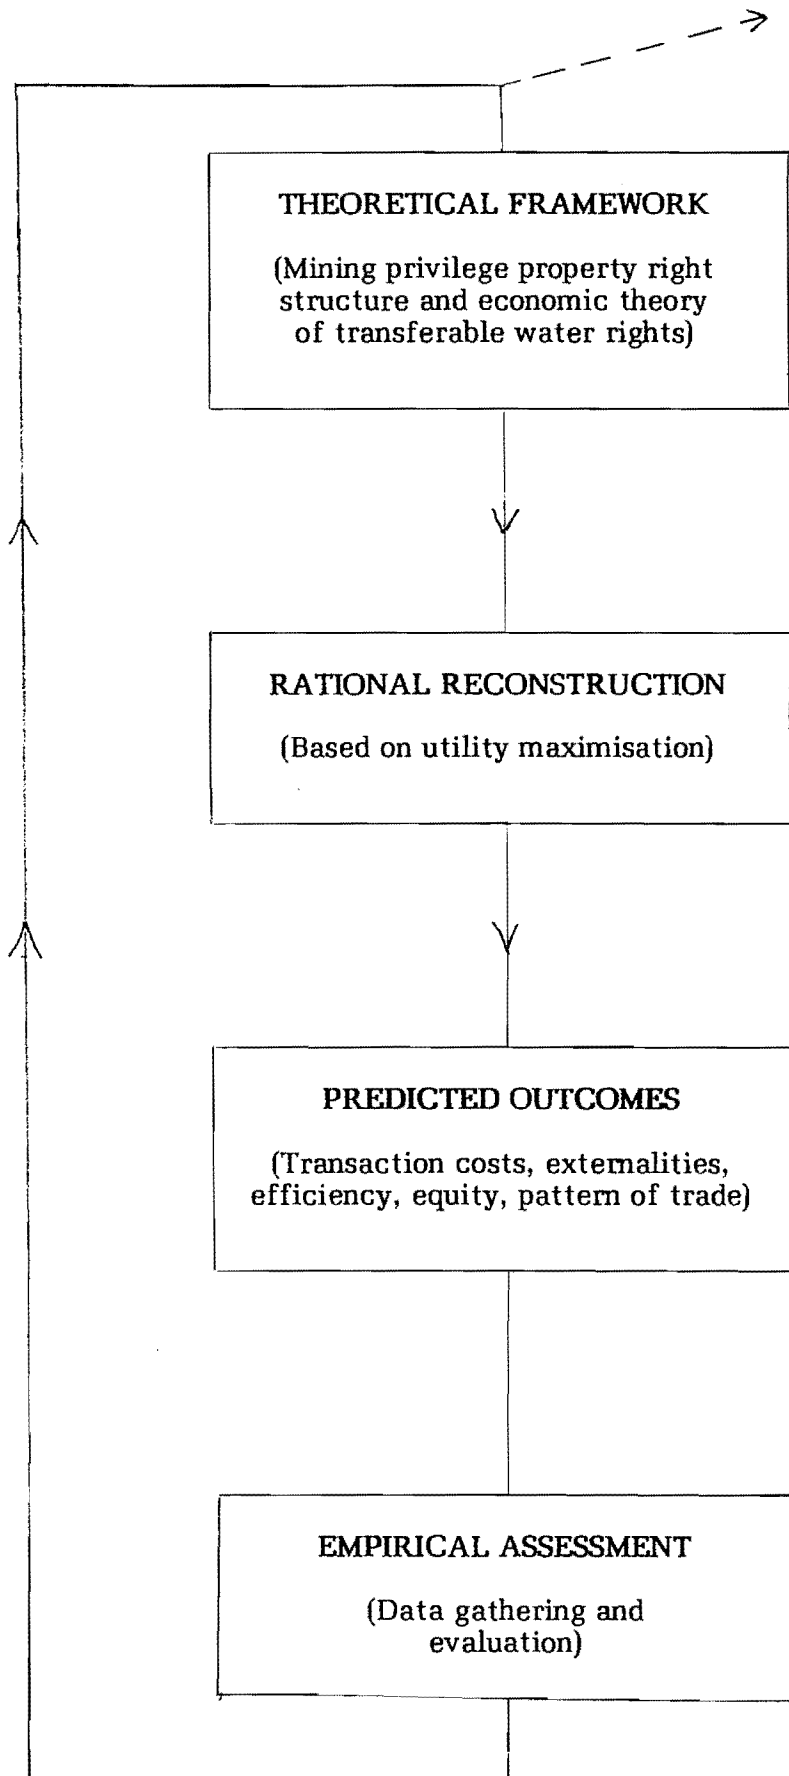 THEORETICAL FRAMEWORK
(Mining privilege property right
structure and economic theory
of transferable water rights)
RATIONAL RECONSTRUCTION
(Based on utility maximisation)
PREDICTED OUTCOMES
(Transaction costs, externalities,
efficiency, equity, pattern of trade)
EMPIRICAL ASSESSMENT
(Data gathering and
evaluation)